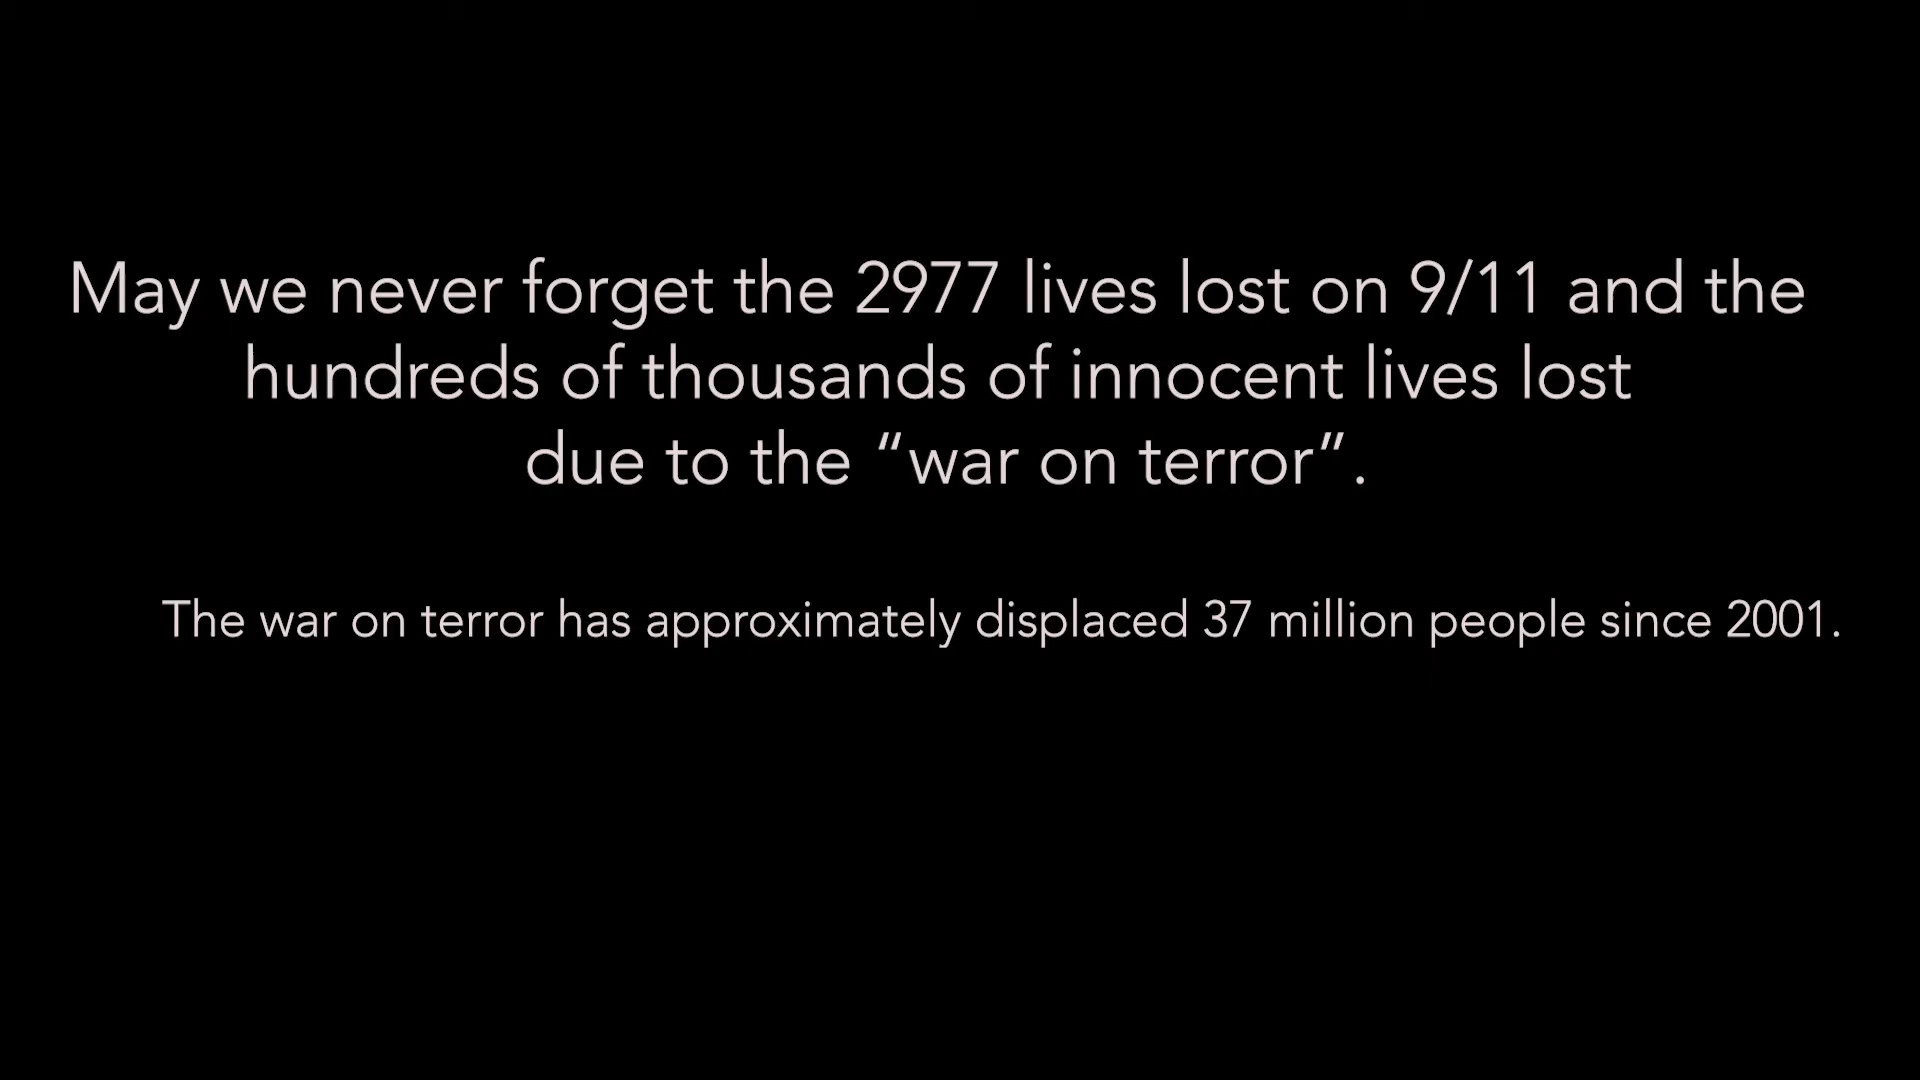 May we never forget the 2977 lives lost on 9/11 and the
hundreds of thousands of innocent lives lost
due to the “war on terror”.
The war on terror has approximately displaced 37 million people since 2001.